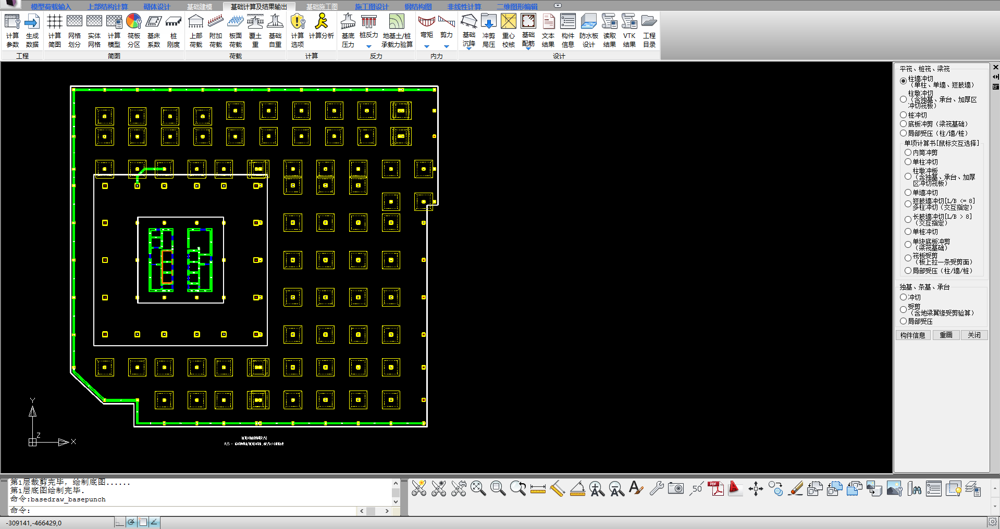 模型荷载输入 上部结构计算 砌体设计 基础建模 基础计算及结果输出 基础施工图 施工图设计 钢结构图 非线性计算 二维图形编辑
计算参数 生成数据 计算简图 网格划分 实体网格 计算模型 筏板分区 基床系数 桩刚度 上部荷载 附加荷载 板面荷载 覆土重 基础自重 计算选项 计算分析 基底压力 桩反力 地基土/桩承载力验算 弯矩 剪力 基础沉降 冲剪局压 重心校核 基础配筋 文本结果 构件信息 防水板设计 读取结果 VTK结果 工程目录
工程 简图 荷载 计算 反力 内力 设计
平筏、桩筏、梁筏
柱墙冲切
(单柱、单墙、短肢墙)
柱墩冲切
(含独基、承台、加厚区
冲切筏板)
桩冲切
底板冲剪(梁筏基础)
局部受压(柱/墙/桩)
单项计算书[鼠标交互选择]
内筒冲剪
单柱冲切
柱墩冲板
(含独基、承台、加厚
区冲切筏板)
单墙冲切
短肢墙冲切[L/B <= 8]
多柱冲切(交互指定)
长肢墙冲切[L/B > 8]
(交互指定)
单桩冲切
单块底板冲剪
(梁筏基础)
筏板受剪
(板上拉一条受剪面)
局部受压(柱/墙/桩)
独基、条基、承台
冲切
受剪
(含地梁翼缘受剪验算)
局部受压
构件信息 重画 关闭
Y
Z
X
第1层裁剪完毕, 绘制底图......
第1层底图绘制完毕.
命令:basedraw_basepunch
命令:
50
PDF
-309141,-466429,0